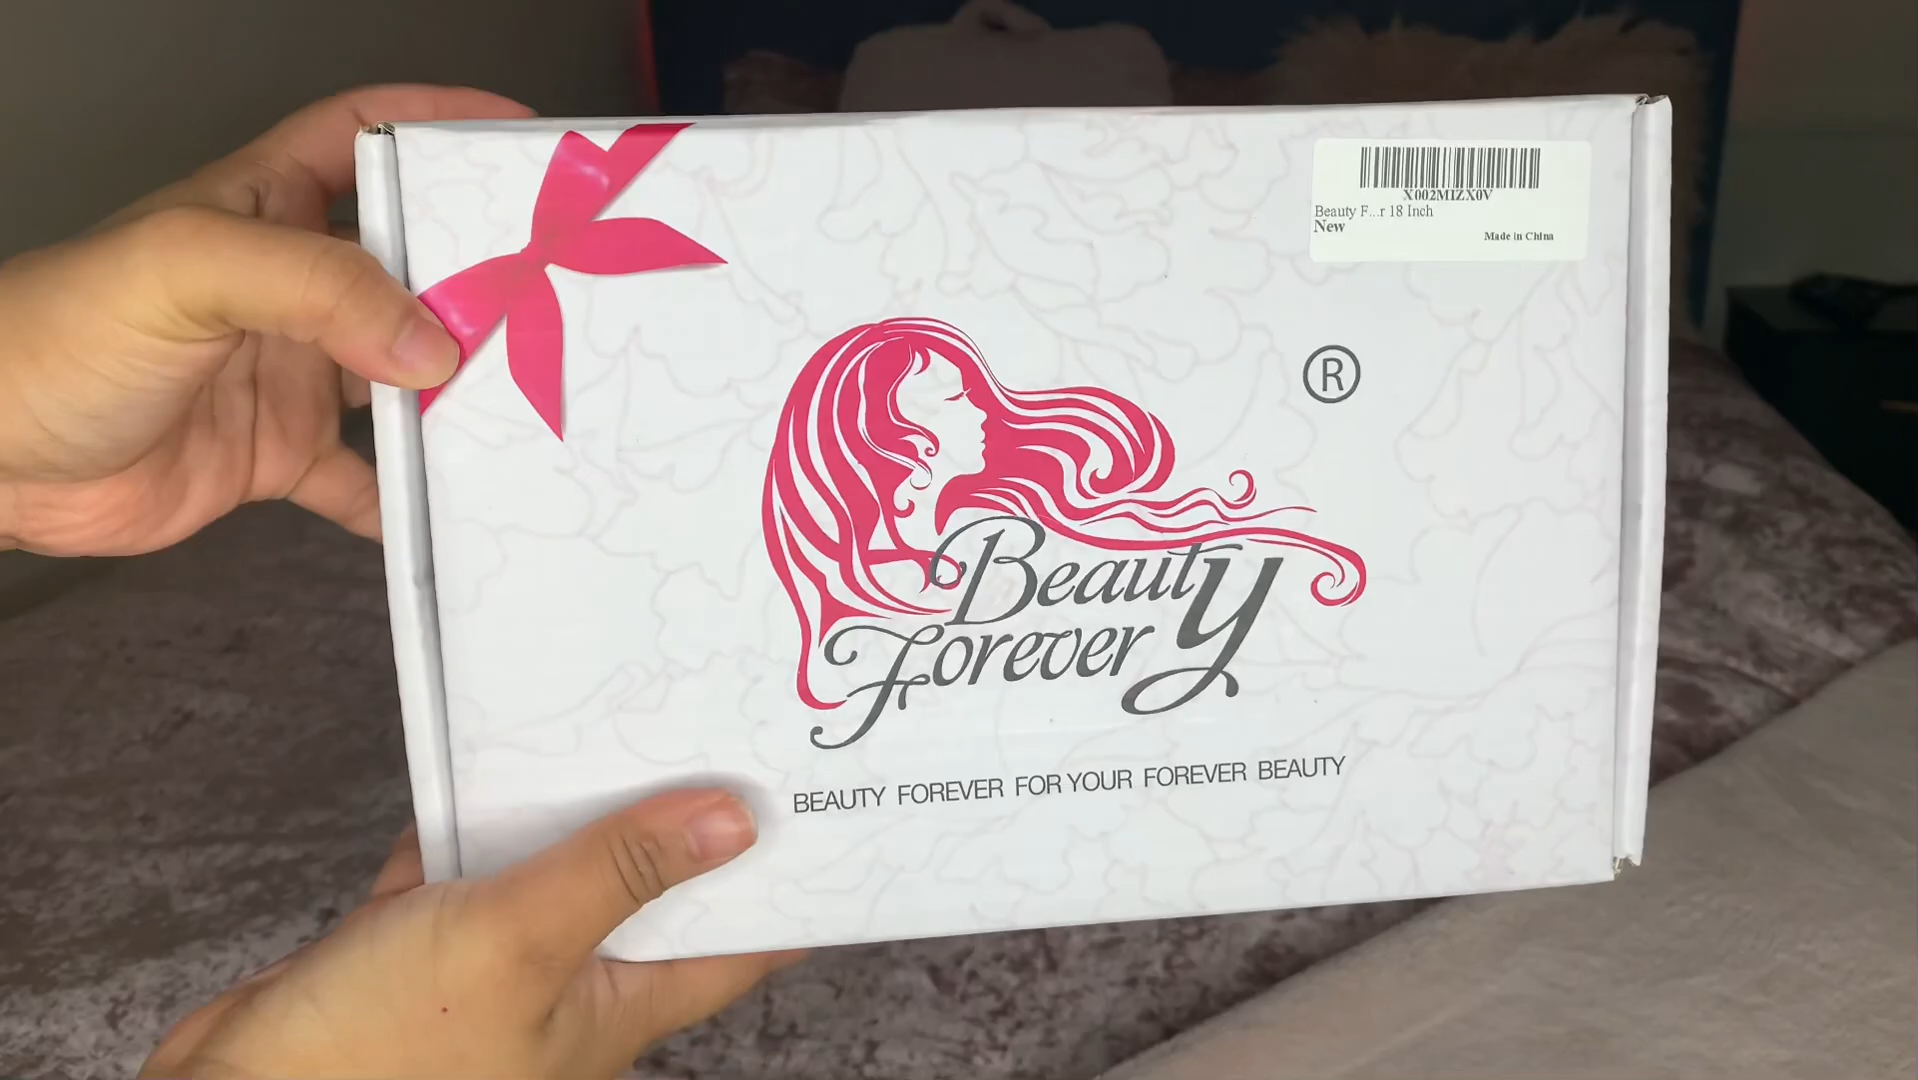 X002MIZX0V
Beauty F...r 18 Inch
New
Made in China
®
Beauty
Forever
BEAUTY FOREVER FOR YOUR FOREVER BEAUTY